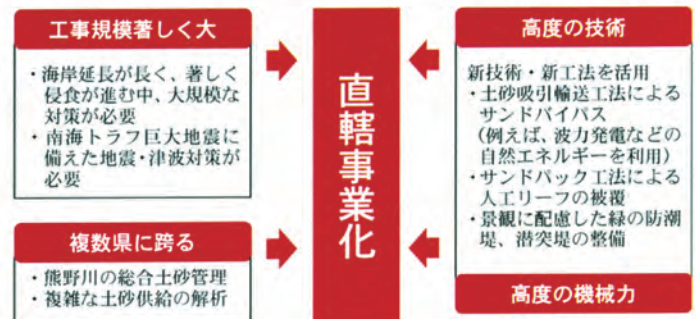 工事規模著しく大
・海岸延長が長く、著しく
侵食が進む中、大規模な
対策が必要
・南海トラフ巨大地震に
備えた地震・津波対策が
必要
複数県に跨る
・熊野川の総合土砂管理
・複雑な土砂供給の解析
直轄事業化
高度の技術
新技術・新工法を活用
・土砂吸引輸送工法による
サンドバイパス
（例えば、波力発電などの
自然エネルギーを利用）
・サンドパック工法による
人工リーフの被覆
・景観に配慮した緑の防潮
堤、潜突堤の整備
高度の機械力